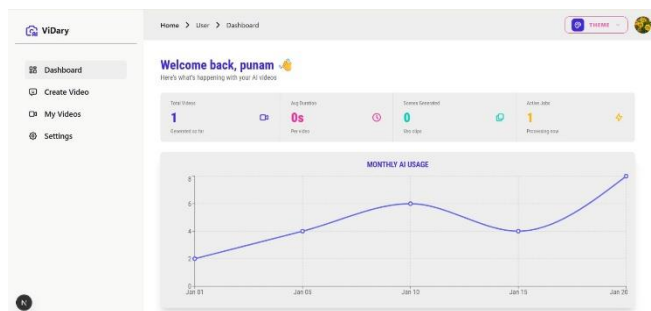 ViDary
Home > User > Dashboard
THEME
Dashboard
Create Video
My Videos
Settings
Welcome back, punam
Here's what's happening with your AI videos
Total Videos
1
Generated so far
Avg Duration
0s
Per video
Scenes Generated
0
Doc clips
Active Jobs
1
Processing now
MONTHLY AI USAGE
8
6
4
2
0
Jan 01
Jan 05
Jan 10
Jan 15
Jan 20
N